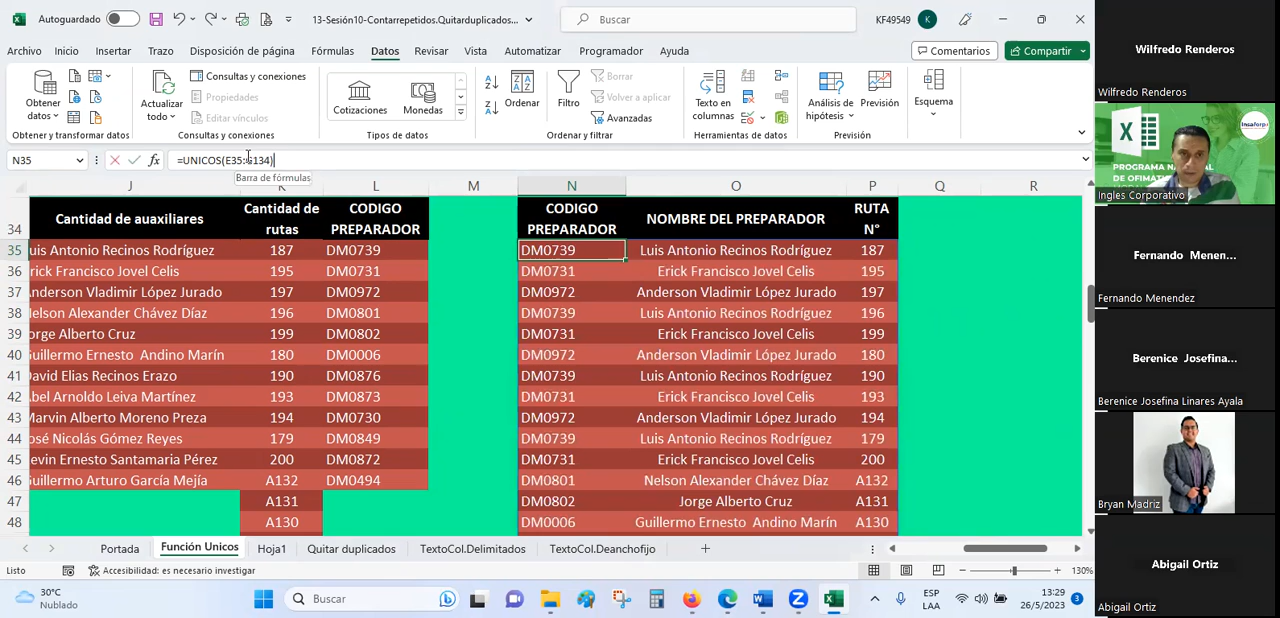 Autoguardado
13-Sesión10-Contarrepetidos.Quitarduplicados...
Buscar
KF49549
K
Archivo Inicio Insertar Trazo Disposición de página Fórmulas Datos Revisar Vista Automatizar Programador Ayuda
Comentarios Compartir
Obtener datos
Actualizar todo
Consultas y conexiones
Propiedades
Editar vínculos
Cotizaciones Monedas
Ordenar
Filtro
Borrar
Volver a aplicar
Avanzadas
Texto en columnas
Análisis de hipótesis
Previsión
Esquema
Obtener y transformar datos Consultas y conexiones Tipos de datos Ordenar y filtrar Herramientas de datos Previsión
N35 fx =UNICOS(E35:G134)
Barra de fórmulas
J K L M N O P Q R
34 Cantidad de auaxiliares Cantidad de rutas CODIGO PREPARADOR CODIGO PREPARADOR NOMBRE DEL PREPARADOR RUTA N°
35 uis Antonio Recinos Rodríguez 187 DM0739 DM0739 Luis Antonio Recinos Rodríguez 187
36 rick Francisco Jovel Celis 195 DM0731 DM0731 Erick Francisco Jovel Celis 195
37 nderson Vladimir López Jurado 197 DM0972 DM0972 Anderson Vladimir López Jurado 197
38 elson Alexander Chávez Díaz 196 DM0801 DM0739 Luis Antonio Recinos Rodríguez 196
39 orge Alberto Cruz 199 DM0802 DM0731 Erick Francisco Jovel Celis 199
40 uillermo Ernesto Andino Marín 180 DM0006 DM0972 Anderson Vladimir López Jurado 180
41 avid Elias Recinos Erazo 190 DM0876 DM0739 Luis Antonio Recinos Rodríguez 190
42 bel Arnoldo Leiva Martínez 193 DM0873 DM0731 Erick Francisco Jovel Celis 193
43 Marvin Alberto Moreno Preza 194 DM0730 DM0972 Anderson Vladimir López Jurado 194
44 osé Nicolás Gómez Reyes 179 DM0849 DM0739 Luis Antonio Recinos Rodríguez 179
45 evin Ernesto Santamaria Pérez 200 DM0872 DM0731 Erick Francisco Jovel Celis 200
46 uillermo Arturo García Mejía A132 DM0494 DM0801 Nelson Alexander Chávez Díaz A132
47 A131 DM0802 Jorge Alberto Cruz A131
48 A130 DM0006 Guillermo Ernesto Andino Marín A130
Portada Función Unicos Hoja1 Quitar duplicados TextoCol.Delimitados TextoCol.Deanchofijo
Listo Accesibilidad: es necesario investigar 130%
30°C
Nublado
Buscar
ESP
LAA
13:29
26/5/2023
3
Wilfredo Renderos
Wilfredo Renderos
Insaforp
PROGRAMA NACIONAL
DE OFIMÁTICA
Ingles Corporativo
Fernando Menen...
Fernando Menendez
Berenice Josefina...
Berenice Josefina Linares Ayala
Bryan Madriz
Abigail Ortiz
Abigail Ortiz